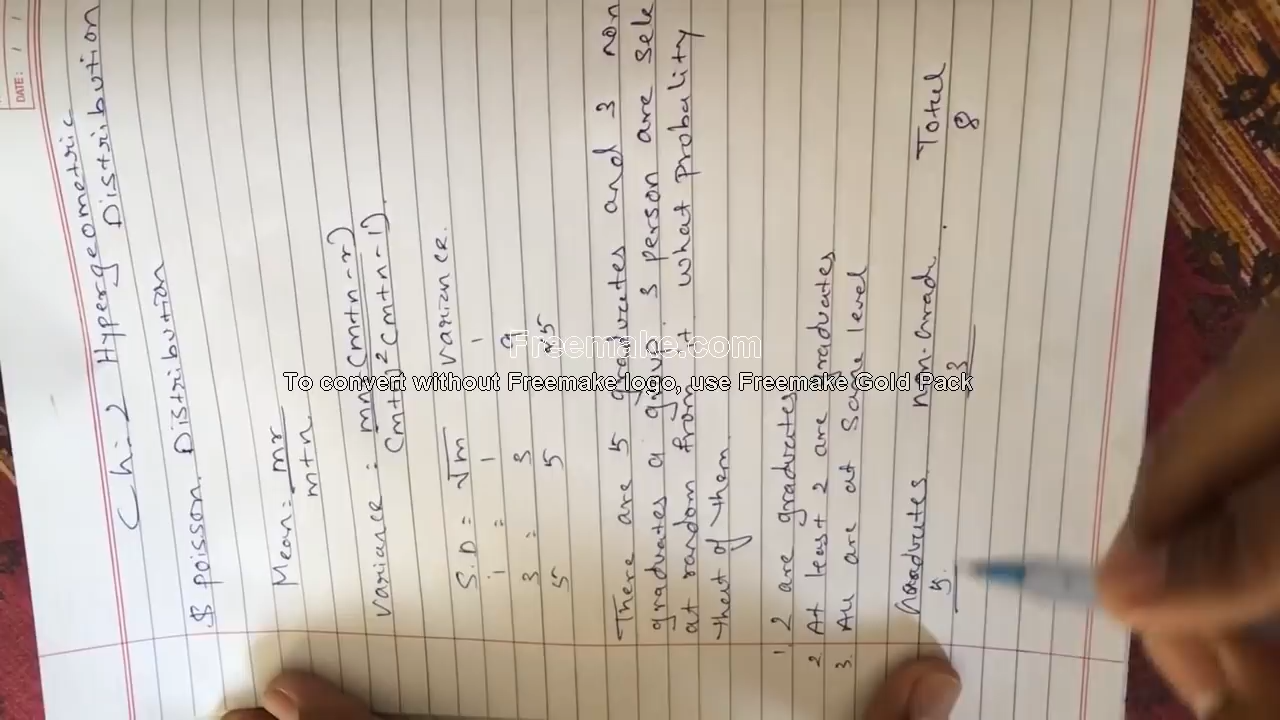 DATE: / /
Ch-2 Hypergeometric Distribution
$ poisson Distribution
Mean = mr
m+n
variance = mnr(m+n-r)
(m+n)² (m+n-1)
S.D = √m variance.
1 = 1 1
3 = 3 9
5 5 25
There are 5 graduates and 3 non
graduates a group. 3 person are sele
at random from it. what probality
that of them
1. 2 are graduates
2. At least 2 are graduates
3. All are at same level
Graduates non-Grad. Total
5. 3 8
Freemake.com
To convert without Freemake logo, use Freemake Gold Pack